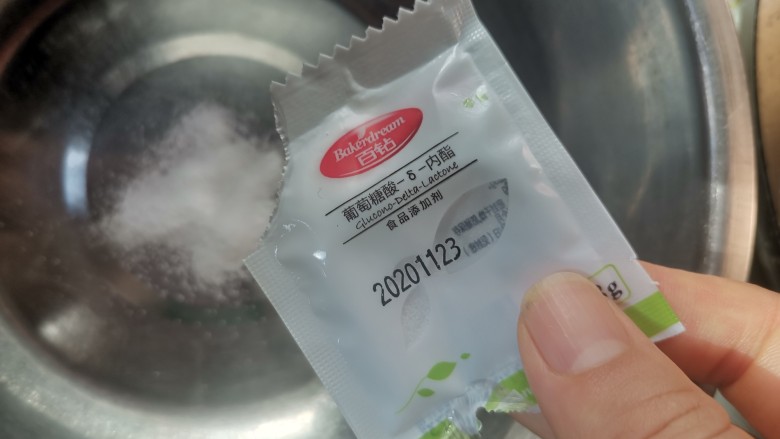 Bakerdream
百钻
葡萄糖酸-δ-内酯
Glucono-Delta-Lactone
食品添加剂
20201123
g